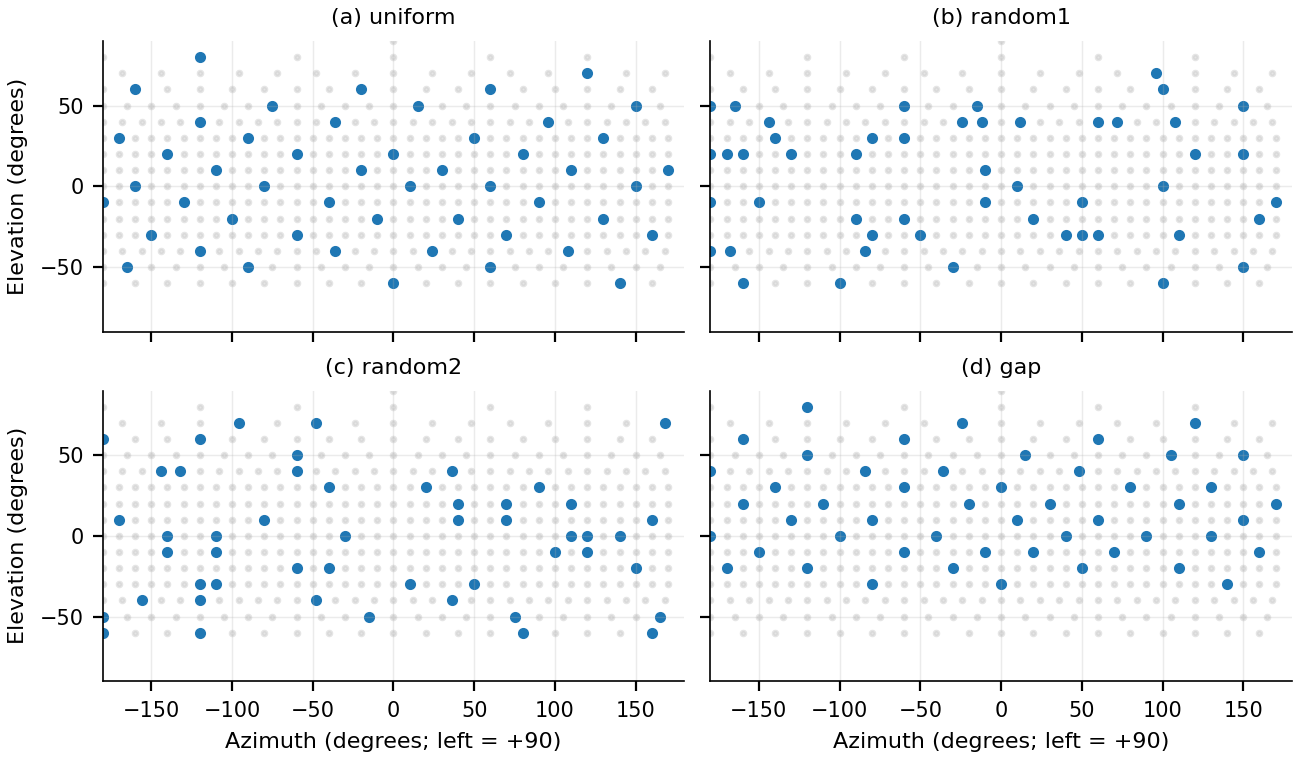 (a) uniform
(b) random1
Elevation (degrees)
50
0
−50
(c) random2
(d) gap
Elevation (degrees)
50
0
−50
−150 −100 −50 0 50 100 150
−150 −100 −50 0 50 100 150
Azimuth (degrees; left = +90)
Azimuth (degrees; left = +90)